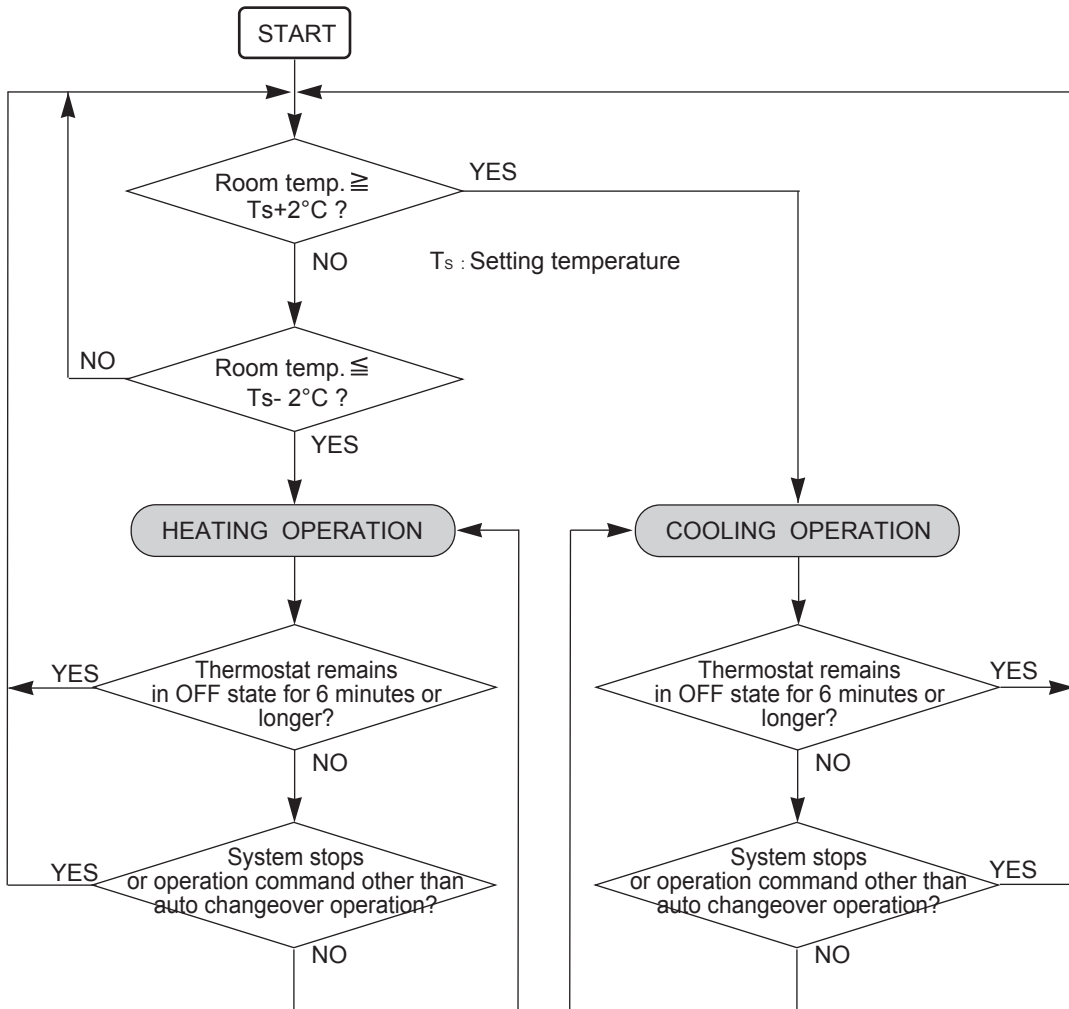 START
Room temp. ≧
Ts+2°C ?
YES
NO
Ts : Setting temperature
Room temp. ≦
Ts- 2°C ?
NO
YES
HEATING OPERATION
COOLING OPERATION
Thermostat remains
in OFF state for 6 minutes or
longer?
YES
NO
Thermostat remains
in OFF state for 6 minutes or
longer?
YES
NO
System stops
or operation command other than
auto changeover operation?
YES
NO
System stops
or operation command other than
auto changeover operation?
YES
NO